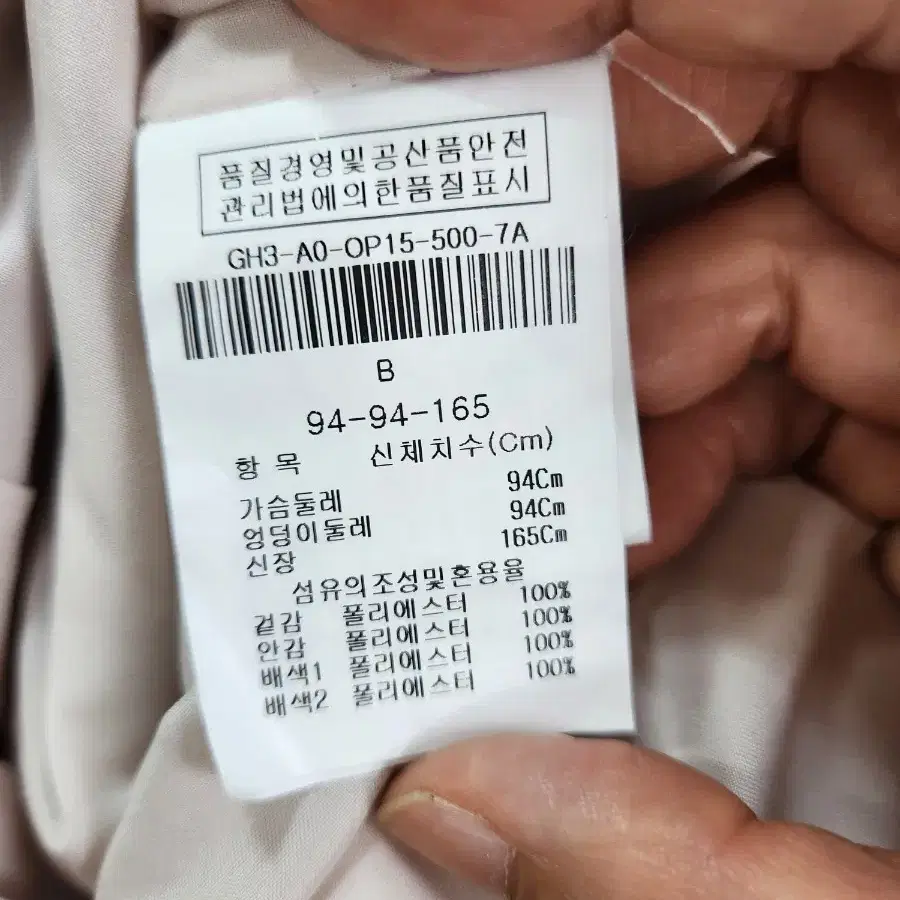 품질경영및공산품안전
관리법에의한품질표시
GH3-A0-OP15-500-7A
B
94-94-165
항 목 신체치수(Cm)
가슴둘레 94Cm
엉덩이둘레 94Cm
신장 165Cm
섬유의조성및혼용율
겉감 폴리에스터 100%
안감 폴리에스터 100%
배색1 폴리에스터 100%
배색2 폴리에스터 100%